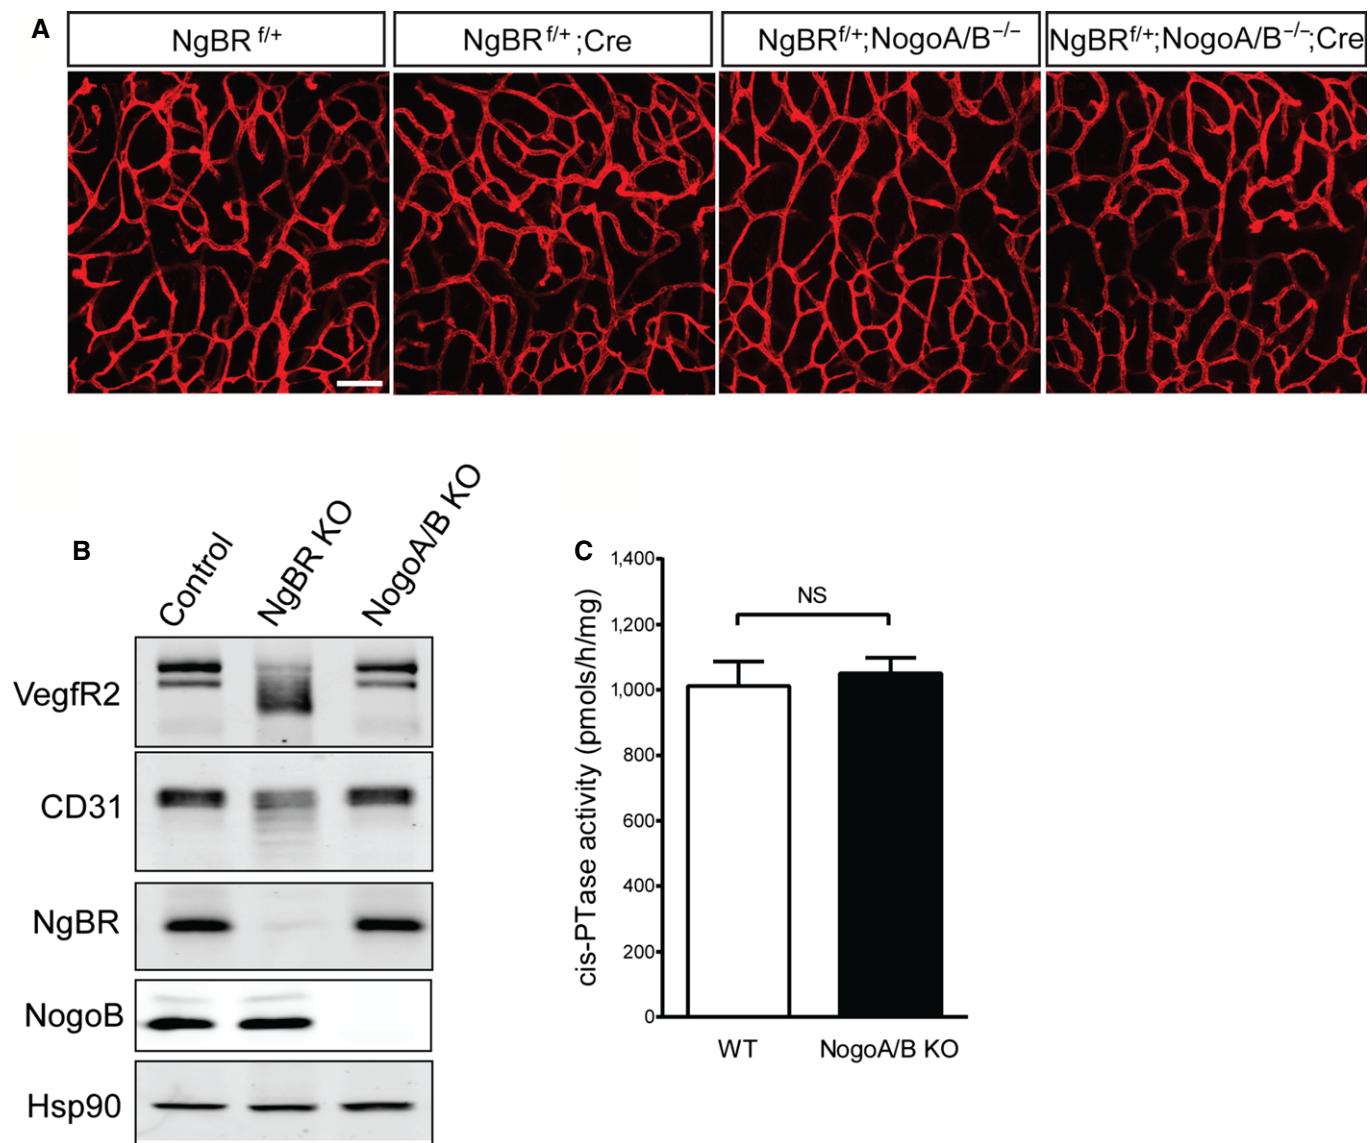 A
NgBR f/+
NgBR f/+ ;Cre
NgBR f/+;NogoA/B −/−
NgBR f/+;NogoA/B −/−;Cre
B
Control
NgBR KO
NogoA/B KO
VegfR2
CD31
NgBR
NogoB
Hsp90
C
cis-PTase activity (pmols/h/mg)
1,400
1,200
1,000
800
600
400
200
0
NS
WT
NogoA/B KO